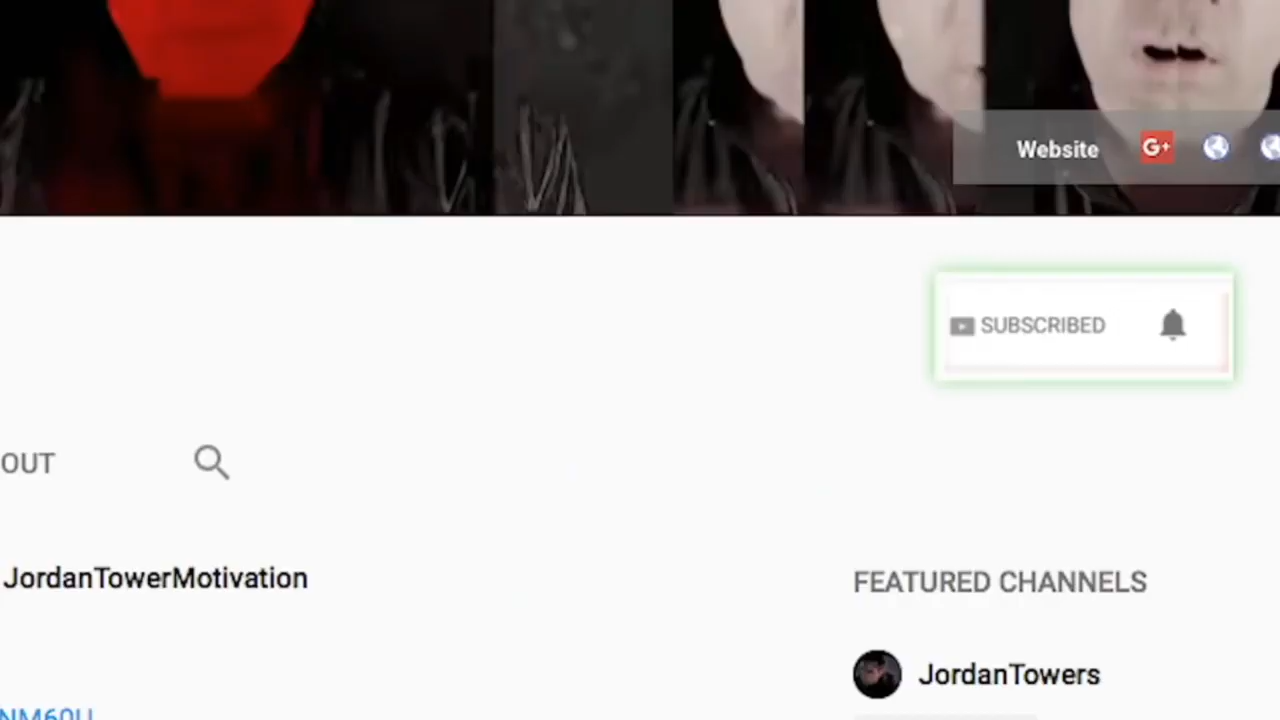 Website G+
SUBSCRIBED
OUT
JordanTowerMotivation
FEATURED CHANNELS
JordanTowers